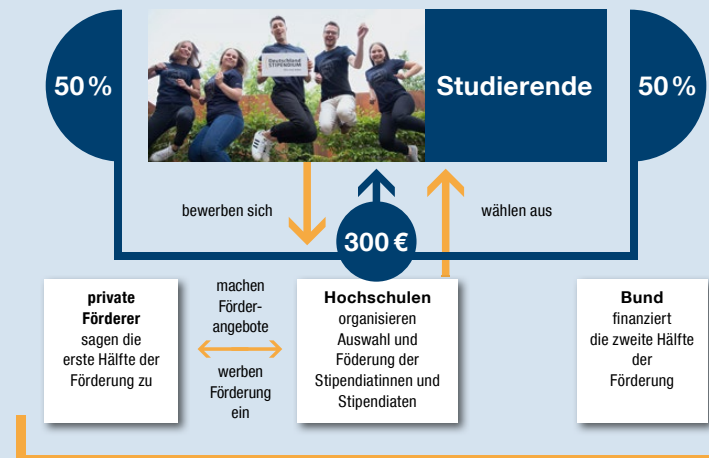 50 %
Deutschland
STIPENDIUM
Studierende
50 %
bewerben sich
wählen aus
300 €
private
Förderer
sagen die
erste Hälfte der
Förderung zu
machen
Förder-
angebote
werben
Förderung
ein
Hochschulen
organisieren
Auswahl und
Föderung der
Stipendiatinnen und
Stipendiaten
Bund
finanziert
die zweite Hälfte
der
Förderung